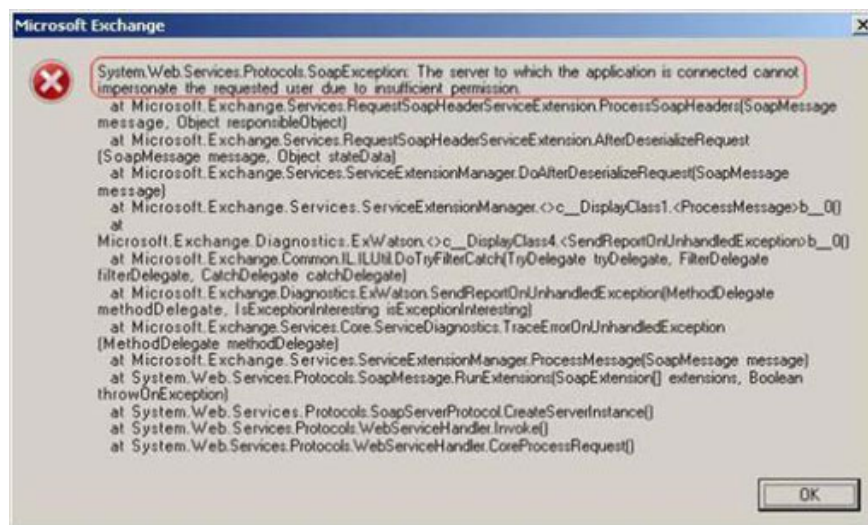 Microsoft Exchange
System.Web.Services.Protocols.SoapException: The server to which the application is connected cannot
impersonate the requested user due to insufficient permission.
at Microsoft.Exchange.Services.RequestSoapHeaderServiceExtension.ProcessSoapHeaders(SoapMessage
message, Object responsibleObject)
at Microsoft.Exchange.Services.RequestSoapHeaderServiceExtension.AfterDeserializeRequest
(SoapMessage message, Object stateData)
at Microsoft.Exchange.Services.ServiceExtensionManager.DoAfterDeserializeRequest(SoapMessage
message)
at Microsoft.Exchange.Services.ServiceExtensionManager.<>c__DisplayClass1.<ProcessMessage>b__0()
at
Microsoft.Exchange.Diagnostics.ExWatson.<>c__DisplayClass4.<SendReportOnUnhandledException>b__0()
at Microsoft.Exchange.Common.IL.ILUtil.DoTryFilterCatch(TryDelegate tryDelegate, FilterDelegate
filterDelegate, CatchDelegate catchDelegate)
at Microsoft.Exchange.Diagnostics.ExWatson.SendReportOnUnhandledException(MethodDelegate
methodDelegate, IsExceptionInteresting isExceptionInteresting)
at Microsoft.Exchange.Services.Core.ServiceDiagnostics.TraceErrorOnUnhandledException
(MethodDelegate methodDelegate)
at Microsoft.Exchange.Services.ServiceExtensionManager.ProcessMessage(SoapMessage message)
at System.Web.Services.Protocols.SoapMessage.RunExtensions(SoapExtension[] extensions, Boolean
throwOnException)
at System.Web.Services.Protocols.SoapServerProtocol.CreateServerInstance()
at System.Web.Services.Protocols.WebServiceHandler.Invoke()
at System.Web.Services.Protocols.WebServiceHandler.CoreProcessRequest()
OK